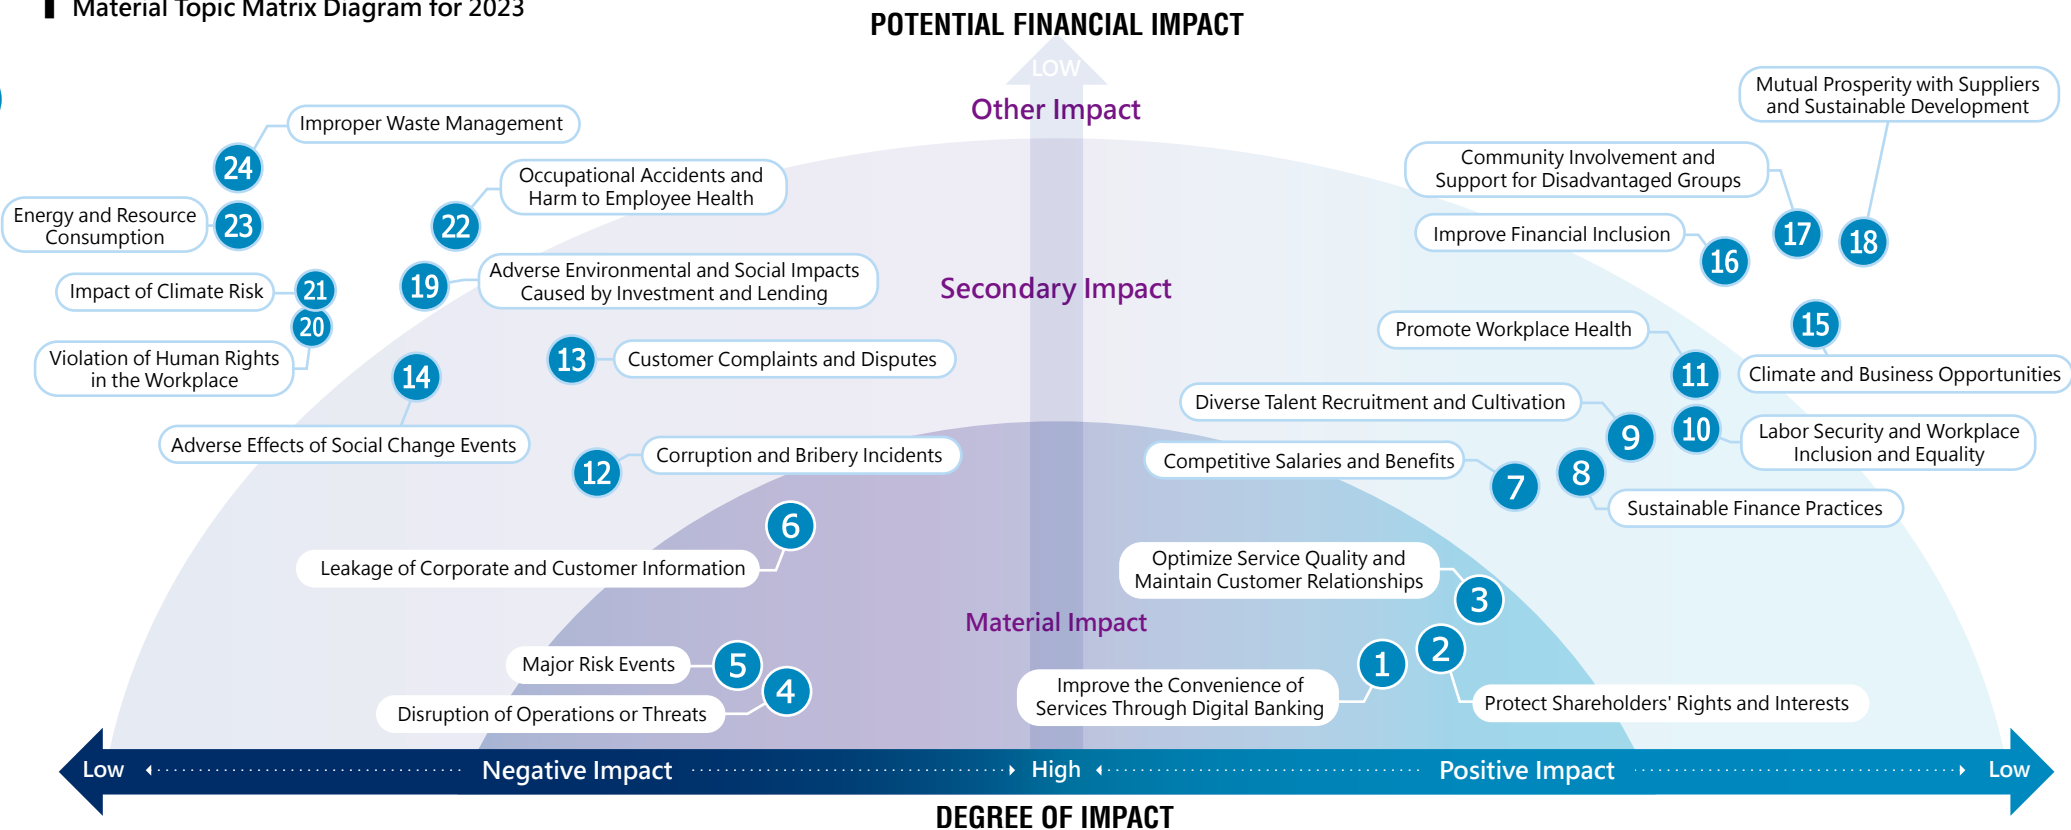 Material Topic Matrix Diagram for 2023
POTENTIAL FINANCIAL IMPACT
LOW
Other Impact
Secondary Impact
Material Impact
Improper Waste Management
24
Energy and Resource
Consumption
23
Occupational Accidents and
Harm to Employee Health
22
Impact of Climate Risk
21
20
Violation of Human Rights
in the Workplace
19
Adverse Environmental and Social Impacts
Caused by Investment and Lending
14
Adverse Effects of Social Change Events
13
Customer Complaints and Disputes
12
Corruption and Bribery Incidents
6
Leakage of Corporate and Customer Information
Major Risk Events
5
4
Disruption of Operations or Threats
Mutual Prosperity with Suppliers
and Sustainable Development
18
Community Involvement and
Support for Disadvantaged Groups
17
Improve Financial Inclusion
16
15
Climate and Business Opportunities
Promote Workplace Health
11
Diverse Talent Recruitment and Cultivation
9
10
Labor Security and Workplace
Inclusion and Equality
Competitive Salaries and Benefits
7
8
Sustainable Finance Practices
Optimize Service Quality and
Maintain Customer Relationships
3
2
Protect Shareholders' Rights and Interests
1
Improve the Convenience of
Services Through Digital Banking
Low Negative Impact High Positive Impact Low
DEGREE OF IMPACT